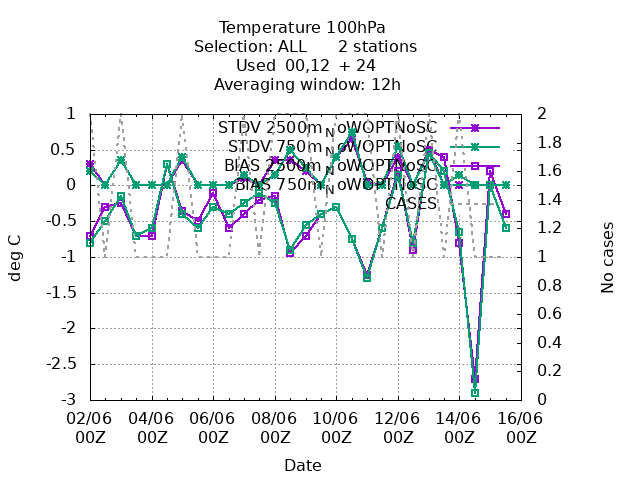 Temperature 100hPa
Selection: ALL 2 stations
Used 00,12 + 24
Averaging window: 12h
STDV 2500mNoWOPTNoSC
STDV 750mNoWOPTNoSC
BIAS 2500mNoWOPTNoSC
BIAS 750mNoWOPTNoSC
CASES
1
0.5
0
-0.5
-1
-1.5
-2
-2.5
-3
deg C
2
1.8
1.6
1.4
1.2
1
0.8
0.6
0.4
0.2
0
No cases
02/06 04/06 06/06 08/06 10/06 12/06 14/06 16/06
00Z 00Z 00Z 00Z 00Z 00Z 00Z 00Z
Date